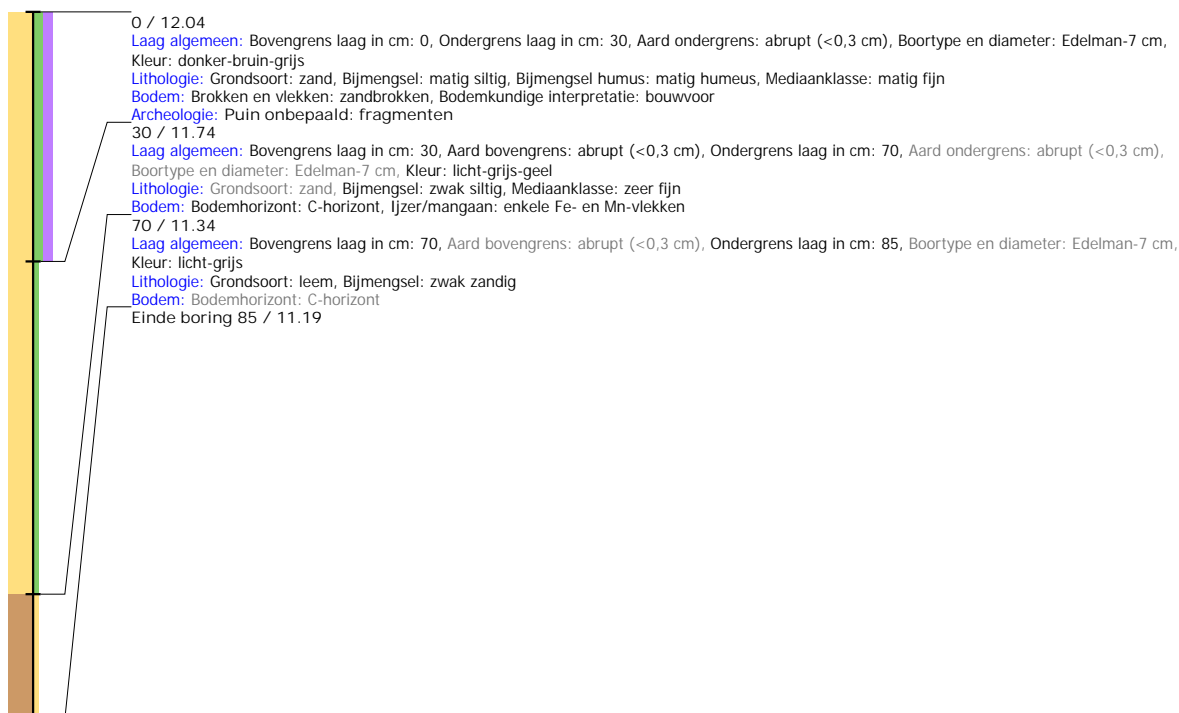 0 / 12.04
Laag algemeen: Bovengrens laag in cm: 0, Ondergrens laag in cm: 30, Aard ondergrens: abrupt (<0,3 cm), Boortype en diameter: Edelman-7 cm,
Kleur: donker-bruin-grijs
Lithologie: Grondsoort: zand, Bijmengsel: matig siltig, Bijmengsel humus: matig humeus, Mediaanklasse: matig fijn
Bodem: Brokken en vlekken: zandbrokken, Bodemkundige interpretatie: bouwvoor
Archeologie: Puin onbepaald: fragmenten
30 / 11.74
Laag algemeen: Bovengrens laag in cm: 30, Aard bovengrens: abrupt (<0,3 cm), Ondergrens laag in cm: 70, Aard ondergrens: abrupt (<0,3 cm),
Boortype en diameter: Edelman-7 cm, Kleur: licht-grijs-geel
Lithologie: Grondsoort: zand, Bijmengsel: zwak siltig, Mediaanklasse: zeer fijn
Bodem: Bodemhorizont: C-horizont, Ijzer/mangaan: enkele Fe- en Mn-vlekken
70 / 11.34
Laag algemeen: Bovengrens laag in cm: 70, Aard bovengrens: abrupt (<0,3 cm), Ondergrens laag in cm: 85, Boortype en diameter: Edelman-7 cm,
Kleur: licht-grijs
Lithologie: Grondsoort: leem, Bijmengsel: zwak zandig
Bodem: Bodemhorizont: C-horizont
Einde boring 85 / 11.19